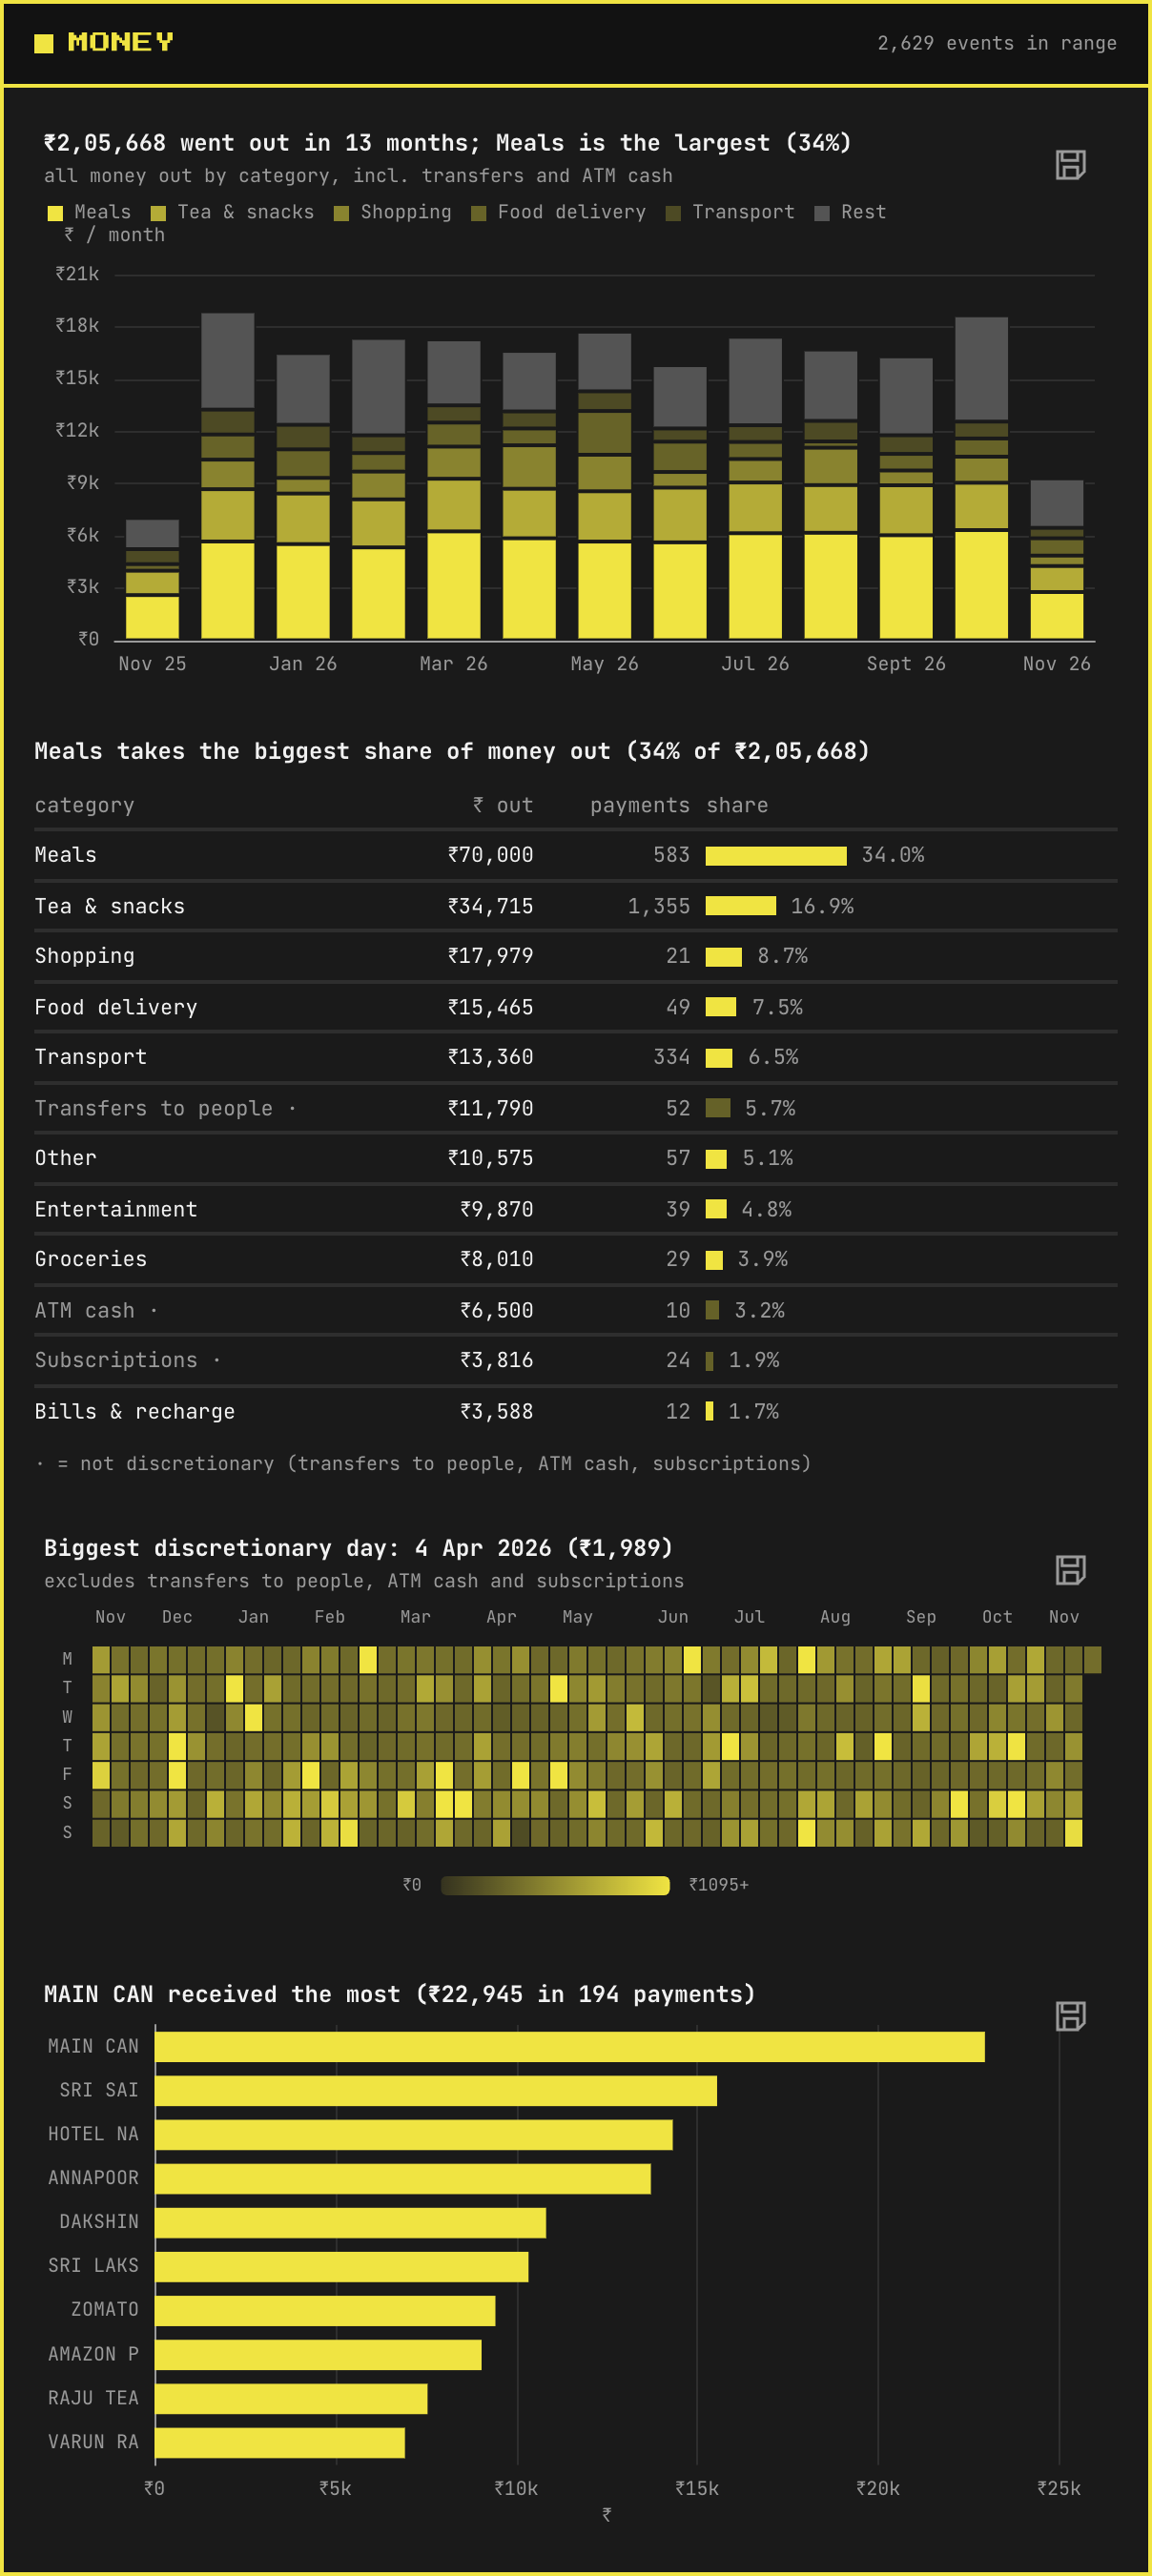 MONEY
2,629 events in range
₹2,05,668 went out in 13 months; Meals is the largest (34%)
all money out by category, incl. transfers and ATM cash
Meals Tea & snacks Shopping Food delivery Transport Rest
₹ / month
₹21k
₹18k
₹15k
₹12k
₹9k
₹6k
₹3k
₹0
Nov 25 Jan 26 Mar 26 May 26 Jul 26 Sept 26 Nov 26
Meals takes the biggest share of money out (34% of ₹2,05,668)
category ₹ out payments share
Meals ₹70,000 583 34.0%
Tea & snacks ₹34,715 1,355 16.9%
Shopping ₹17,979 21 8.7%
Food delivery ₹15,465 49 7.5%
Transport ₹13,360 334 6.5%
Transfers to people · ₹11,790 52 5.7%
Other ₹10,575 57 5.1%
Entertainment ₹9,870 39 4.8%
Groceries ₹8,010 29 3.9%
ATM cash · ₹6,500 10 3.2%
Subscriptions · ₹3,816 24 1.9%
Bills & recharge ₹3,588 12 1.7%
· = not discretionary (transfers to people, ATM cash, subscriptions)
Biggest discretionary day: 4 Apr 2026 (₹1,989)
excludes transfers to people, ATM cash and subscriptions
Nov Dec Jan Feb Mar Apr May Jun Jul Aug Sep Oct Nov
M
T
W
T
F
S
S
₹0 ₹1095+
MAIN CAN received the most (₹22,945 in 194 payments)
MAIN CAN
SRI SAI
HOTEL NA
ANNAPOOR
DAKSHIN
SRI LAKS
ZOMATO
AMAZON P
RAJU TEA
VARUN RA
₹0 ₹5k ₹10k ₹15k ₹20k ₹25k
₹